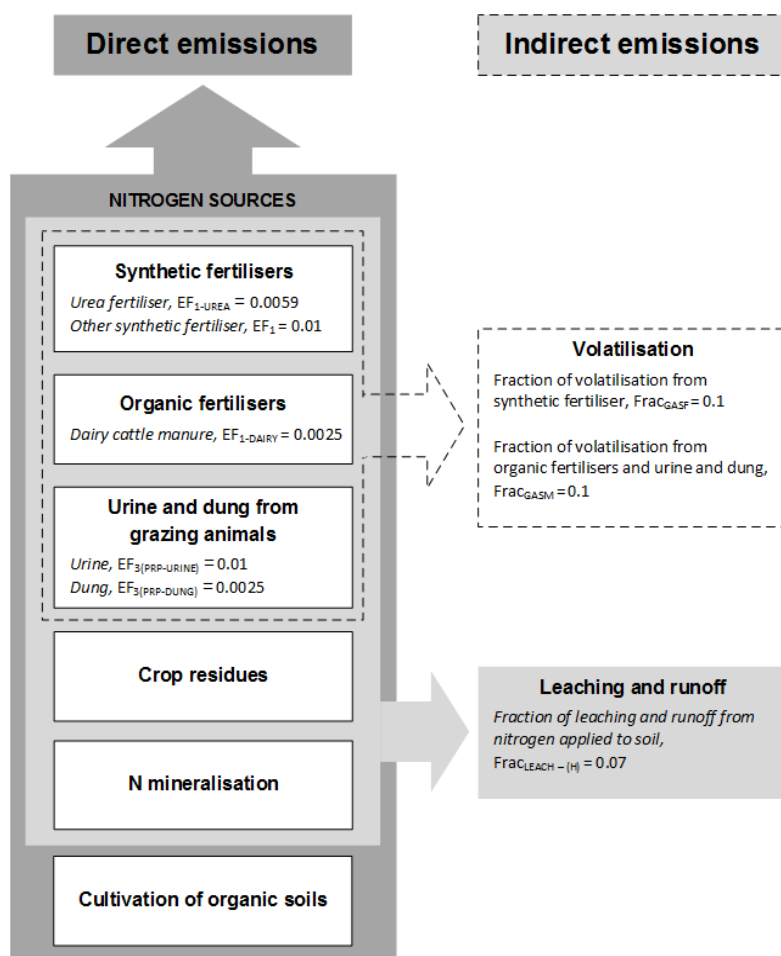 Direct emissions
Indirect emissions
NITROGEN SOURCES
Synthetic fertilisers
Urea fertiliser, EF1-UREA = 0.0059
Other synthetic fertiliser, EF1 = 0.01
Organic fertilisers
Dairy cattle manure, EF1-DAIRY = 0.0025
Urine and dung from
grazing animals
Urine, EF3(PRP-URINE) = 0.01
Dung, EF3(PRP-DUNG) = 0.0025
Crop residues
N mineralisation
Cultivation of organic soils
Volatilisation
Fraction of volatilisation from
synthetic fertiliser, FracGASF = 0.1
Fraction of volatilisation from
organic fertilisers and urine and dung,
FracGASM = 0.1
Leaching and runoff
Fraction of leaching and runoff from
nitrogen applied to soil,
FracLEACH – (H) = 0.07